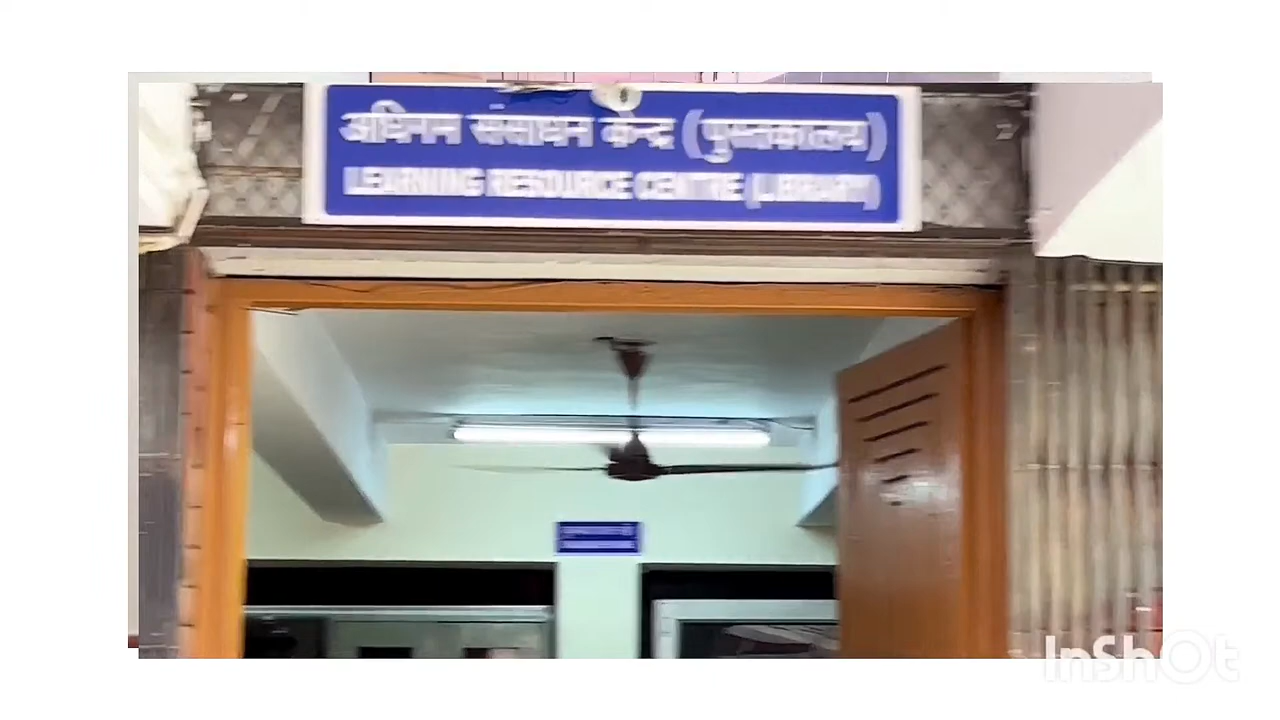 अधिगम संसाधन केन्द्र (पुस्तकालय)
LEARNING RESOURCE CENTRE (LIBRARY)
InShOt